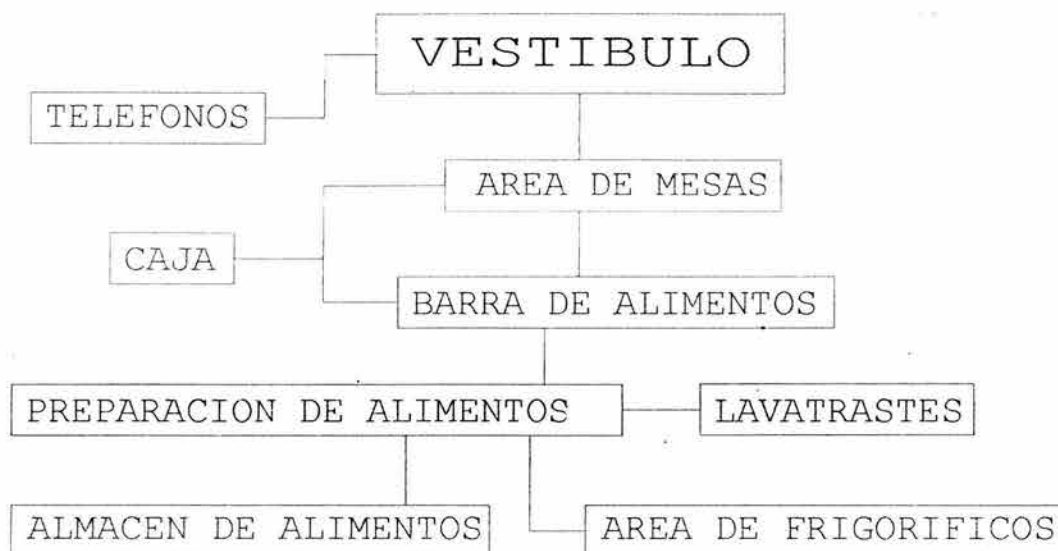 VESTIBULO
TELEFONOS
AREA DE MESAS
CAJA
BARRA DE ALIMENTOS
PREPARACION DE ALIMENTOS
LAVATRASTES
ALMACEN DE ALIMENTOS
AREA DE FRIGORIFICOS